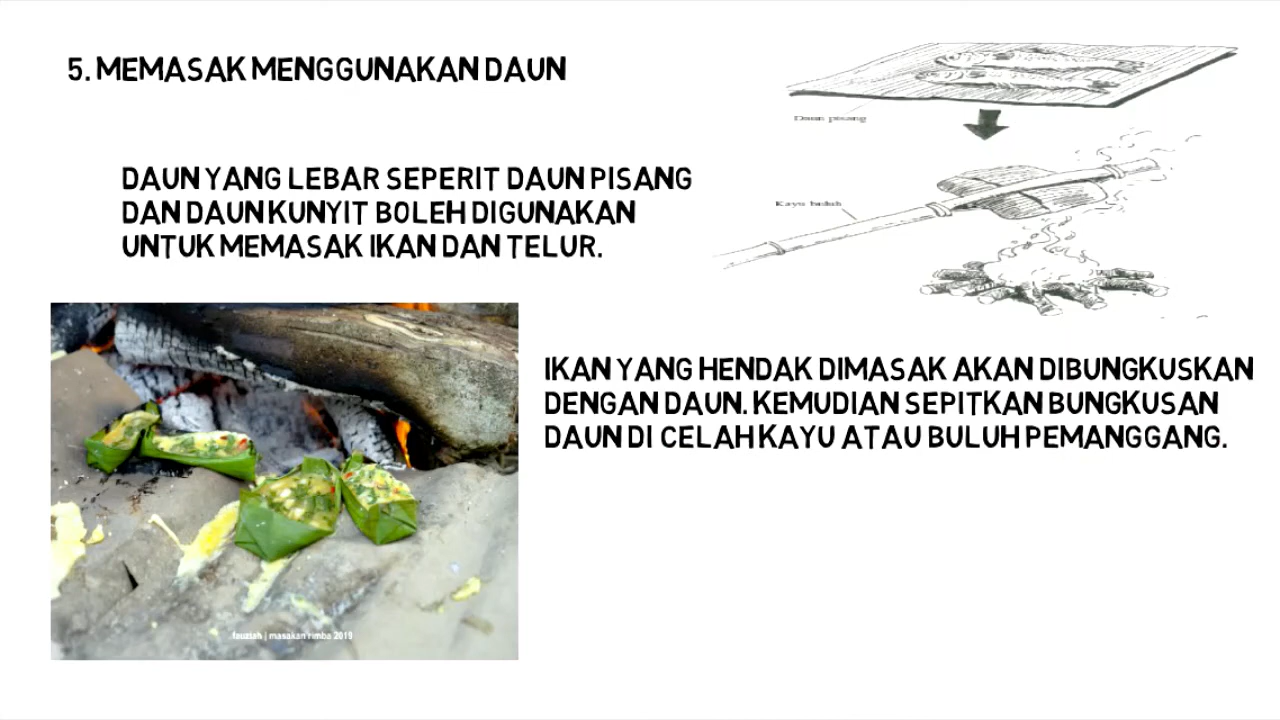 5. MEMASAK MENGGUNAKAN DAUN
DAUN YANG LEBAR SEPERIT DAUN PISANG
DAN DAUN KUNYIT BOLEH DIGUNAKAN
UNTUK MEMASAK IKAN DAN TELUR.
Daun pisang
Kayu buluh
IKAN YANG HENDAK DIMASAK AKAN DIBUNGKUSKAN
DENGAN DAUN. KEMUDIAN SEPITKAN BUNGKUSAN
DAUN DI CELAH KAYU ATAU BULUH PEMANGGANG.
fauziah | masakan rimba 2019